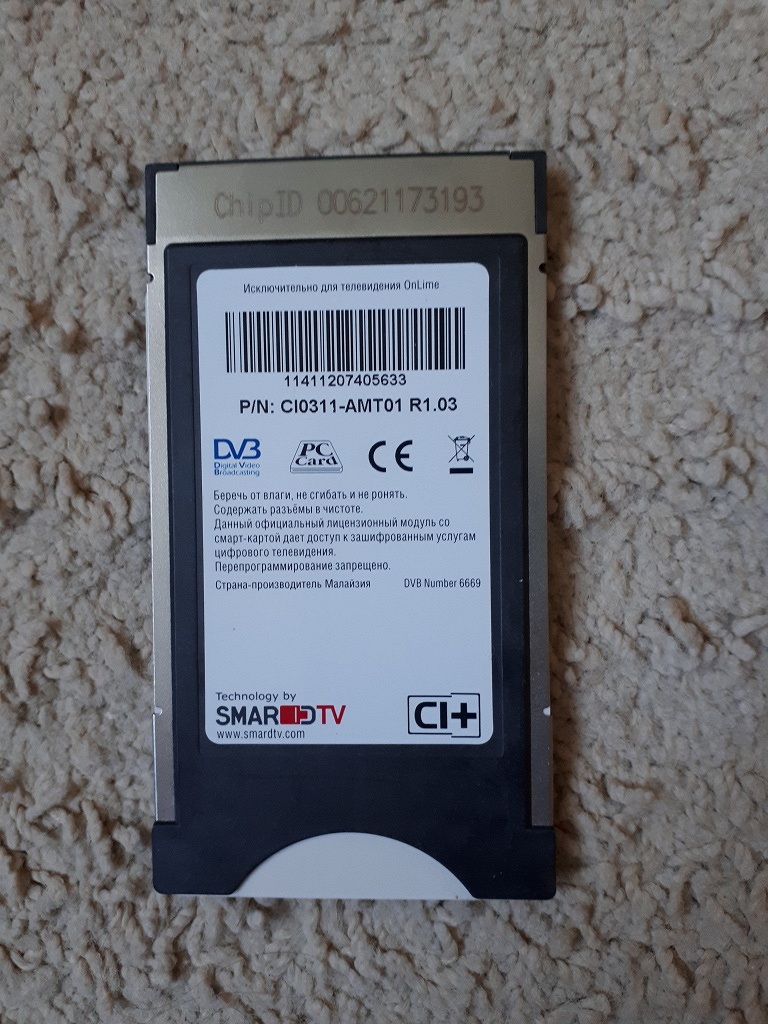 ChipID 00621173193
Исключительно для телевидения OnLime
11411207405633
P/N: CI0311-AMT01 R1.03
DVB
Digital Video
Broadcasting
PC
Card
CE
Беречь от влаги, не сгибать и не ронять.
Содержать разъёмы в чистоте.
Данный официальный лицензионный модуль со
смарт-картой дает доступ к зашифрованным услугам
цифрового телевидения.
Перепрограммирование запрещено.
Страна-производитель Малайзия DVB Number 6669
Technology by
SMARDTV
www.smardtv.com
CI+